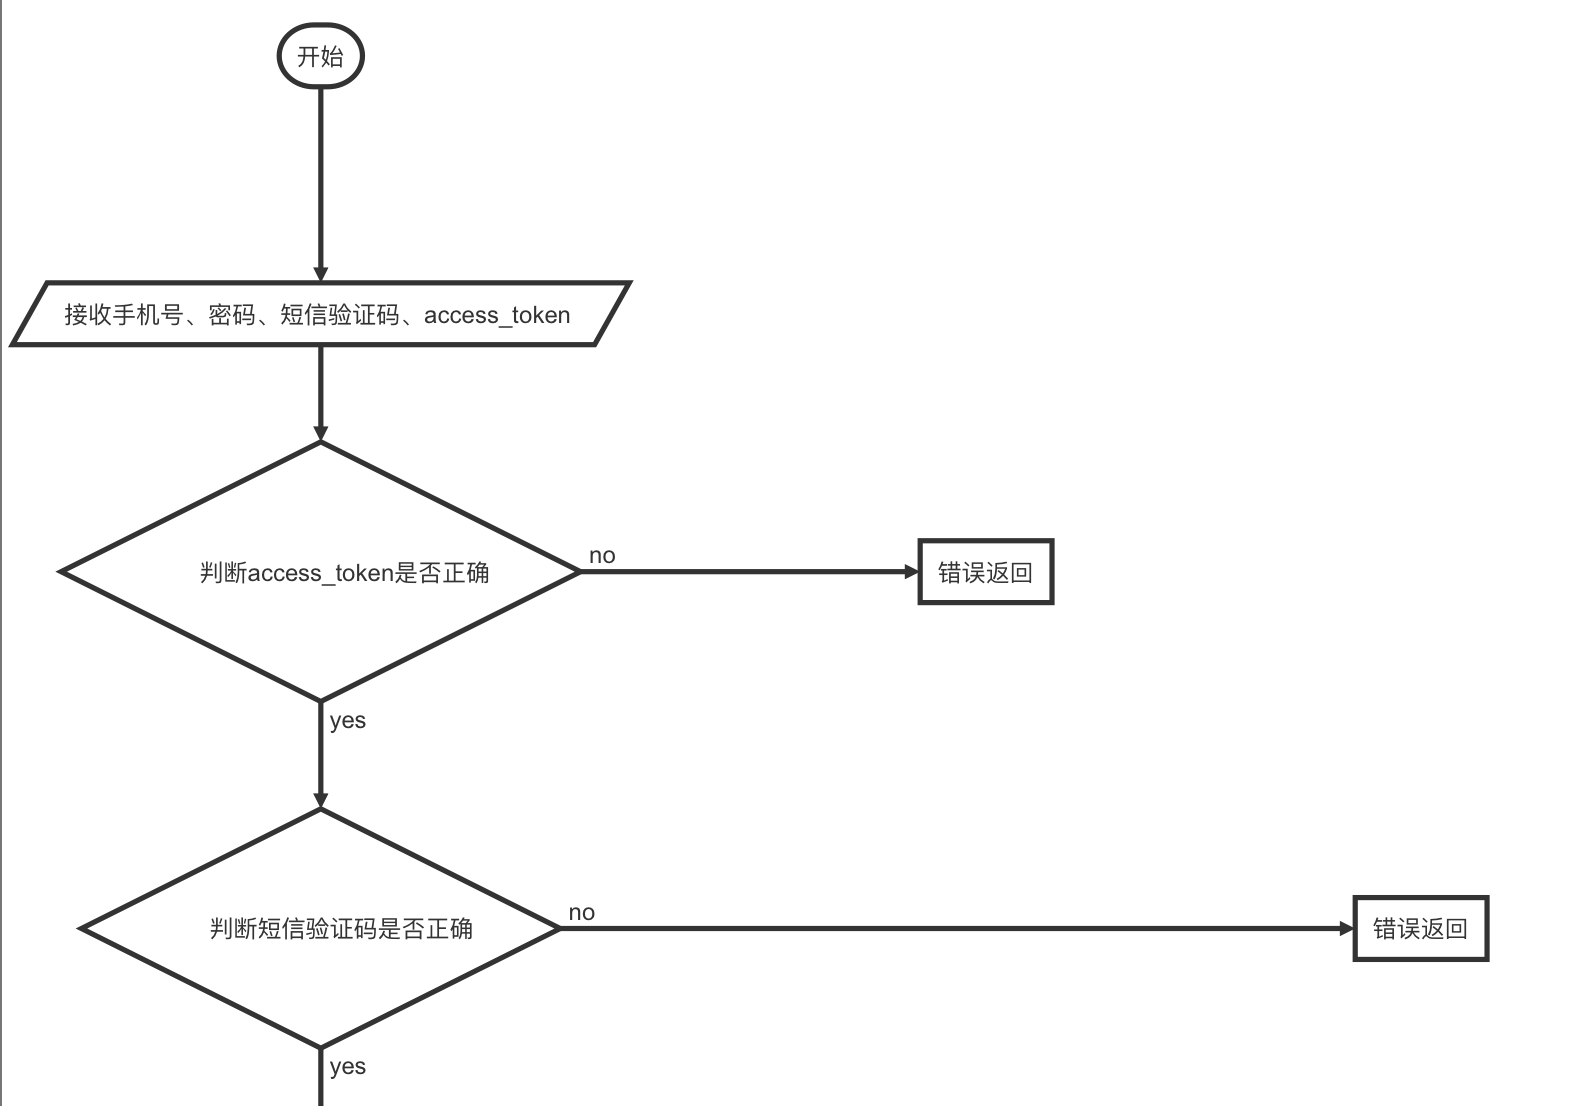 开始
接收手机号、密码、短信验证码、access_token
判断access_token是否正确
no
错误返回
yes
判断短信验证码是否正确
no
错误返回
yes